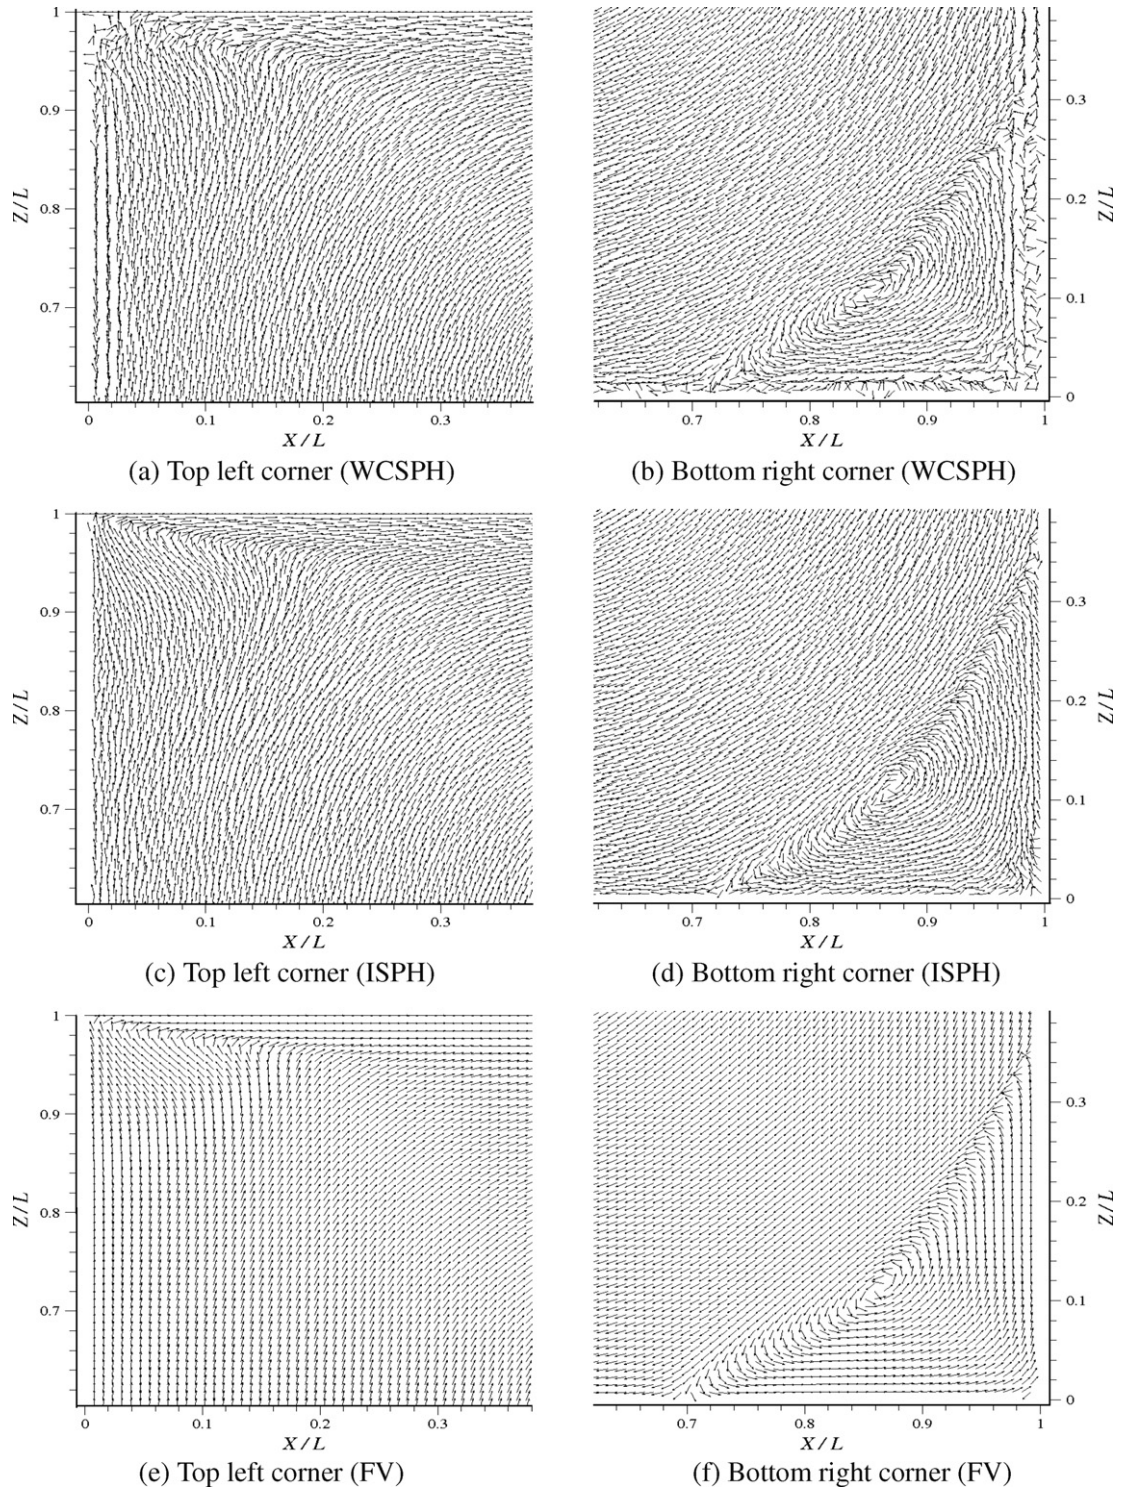 1
0.9
0.8
0.7
Z/L
0 0.1 0.2 0.3
X/L
(a) Top left corner (WCSPH)
0.3
0.2
0.1
0
Z/L
0.7 0.8 0.9 1
X/L
(b) Bottom right corner (WCSPH)
1
0.9
0.8
0.7
Z/L
0 0.1 0.2 0.3
X/L
(c) Top left corner (ISPH)
0.3
0.2
0.1
0
Z/L
0.7 0.8 0.9 1
X/L
(d) Bottom right corner (ISPH)
1
0.9
0.8
0.7
Z/L
0 0.1 0.2 0.3
X/L
(e) Top left corner (FV)
0.3
0.2
0.1
0
Z/L
0.7 0.8 0.9 1
X/L
(f) Bottom right corner (FV)